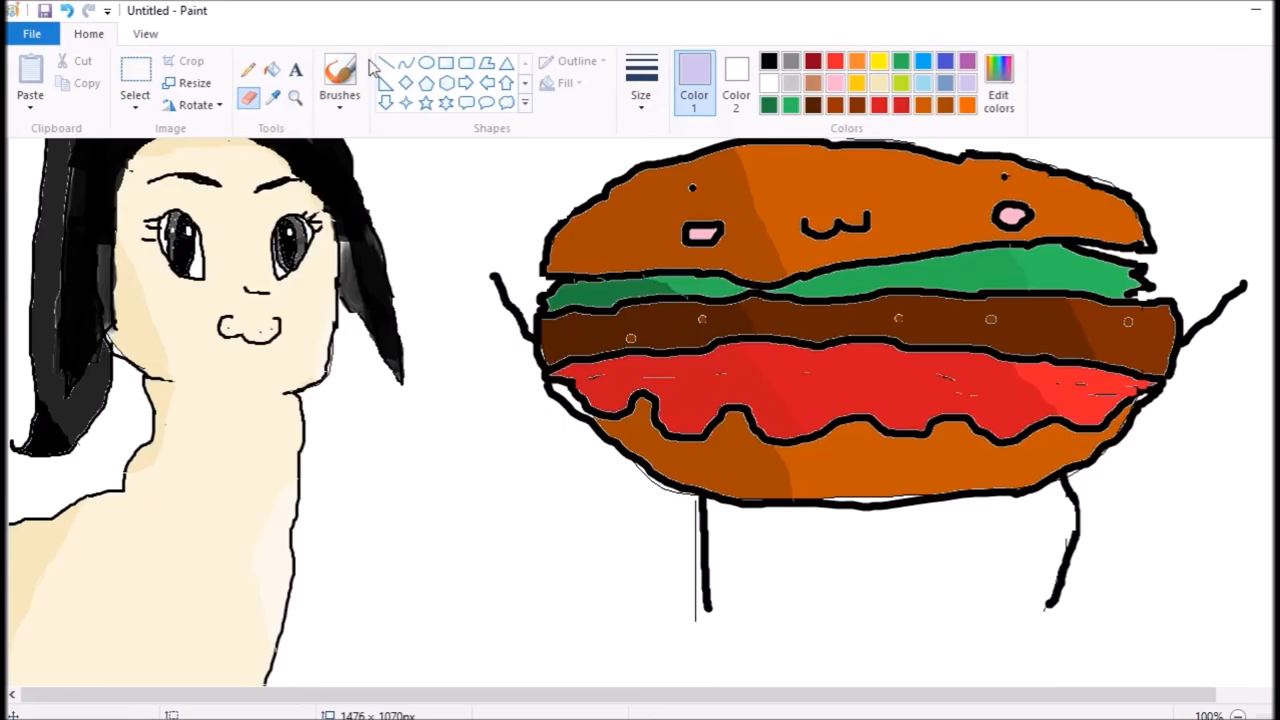 Untitled - Paint
File Home View
Paste
Cut
Copy
Clipboard
Select
Crop
Resize
Rotate
Image
A
Tools
Brushes
Outline
Fill
Shapes
Size
Color 1
Color 2
Edit colors
Colors
1476 × 1070px
100%